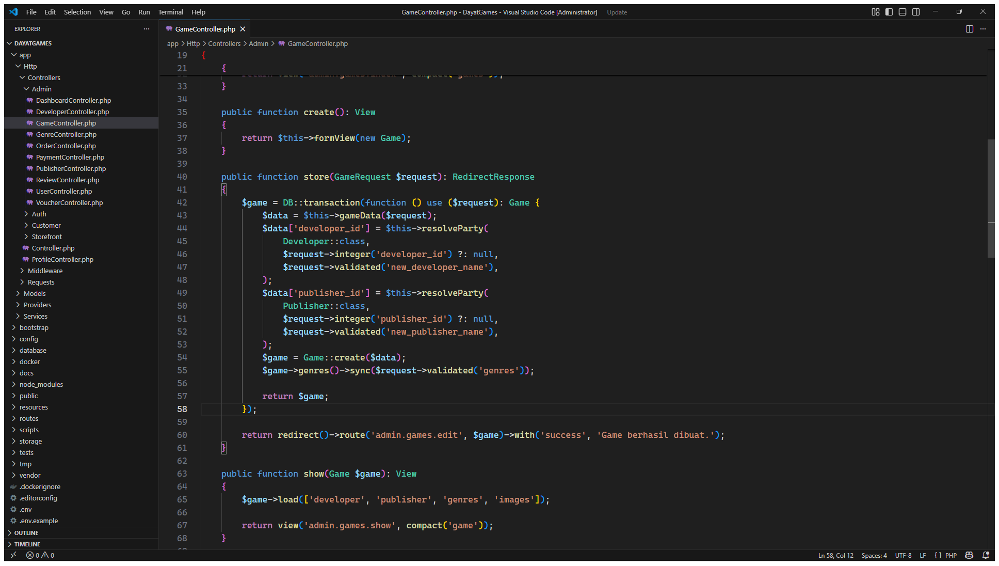 File Edit Selection View Go Run Terminal Help
GameController.php - DayatGames - Visual Studio Code [Administrator]
Update
EXPLORER
DAYATGAMES
app
Http
Controllers
Admin
DashboardController.php
DeveloperController.php
GameController.php
GenreController.php
OrderController.php
PaymentController.php
PublisherController.php
ReviewController.php
UserController.php
VoucherController.php
Auth
Customer
Storefront
Controller.php
ProfileController.php
Middleware
Requests
Models
Providers
Services
bootstrap
config
database
docker
docs
node_modules
public
resources
routes
scripts
storage
tests
tmp
vendor
.dockerignore
.editorconfig
.env
.env.example
OUTLINE
TIMELINE
GameController.php
app > Http > Controllers > Admin > GameController.php
19 {
21     {
33     }
34
35     public function create(): View
36     {
37         return $this->formView(new Game);
38     }
39
40     public function store(GameRequest $request): RedirectResponse
41     {
42         $game = DB::transaction(function () use ($request): Game {
43             $data = $this->gameData($request);
44             $data['developer_id'] = $this->resolveParty(
45                 Developer::class,
46                 $request->integer('developer_id') ?: null,
47                 $request->validated('new_developer_name'),
48             );
49             $data['publisher_id'] = $this->resolveParty(
50                 Publisher::class,
51                 $request->integer('publisher_id') ?: null,
52                 $request->validated('new_publisher_name'),
53             );
54             $game = Game::create($data);
55             $game->genres()->sync($request->validated('genres'));
56
57             return $game;
58         });
59
60         return redirect()->route('admin.games.edit', $game)->with('success', 'Game berhasil dibuat.');
61     }
62
63     public function show(Game $game): View
64     {
65         $game->load(['developer', 'publisher', 'genres', 'images']);
66
67         return view('admin.games.show', compact('game'));
68     }
0 0
Ln 58, Col 12 Spaces: 4 UTF-8 LF { } PHP